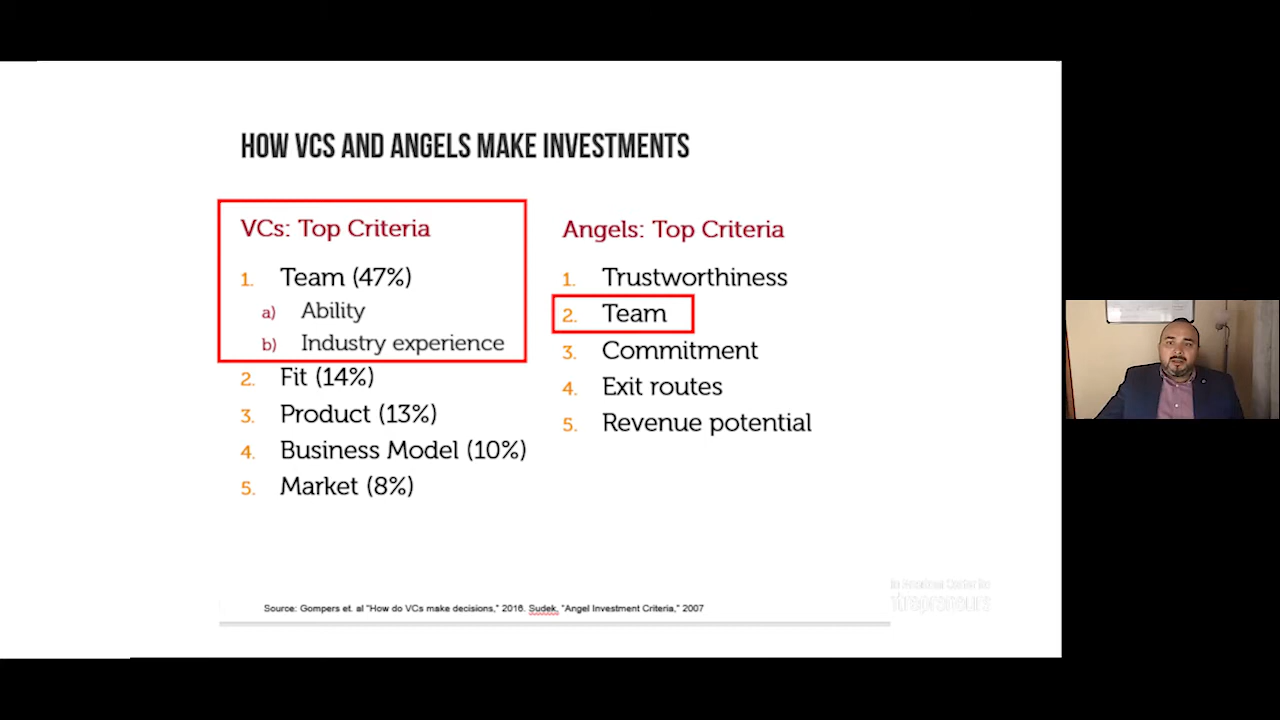 HOW VCS AND ANGELS MAKE INVESTMENTS
VCs: Top Criteria
1. Team (47%)
a) Ability
b) Industry experience
2. Fit (14%)
3. Product (13%)
4. Business Model (10%)
5. Market (8%)
Angels: Top Criteria
1. Trustworthiness
2. Team
3. Commitment
4. Exit routes
5. Revenue potential
Source: Gompers et. al "How do VCs make decisions," 2016. Sudek, "Angel Investment Criteria," 2007